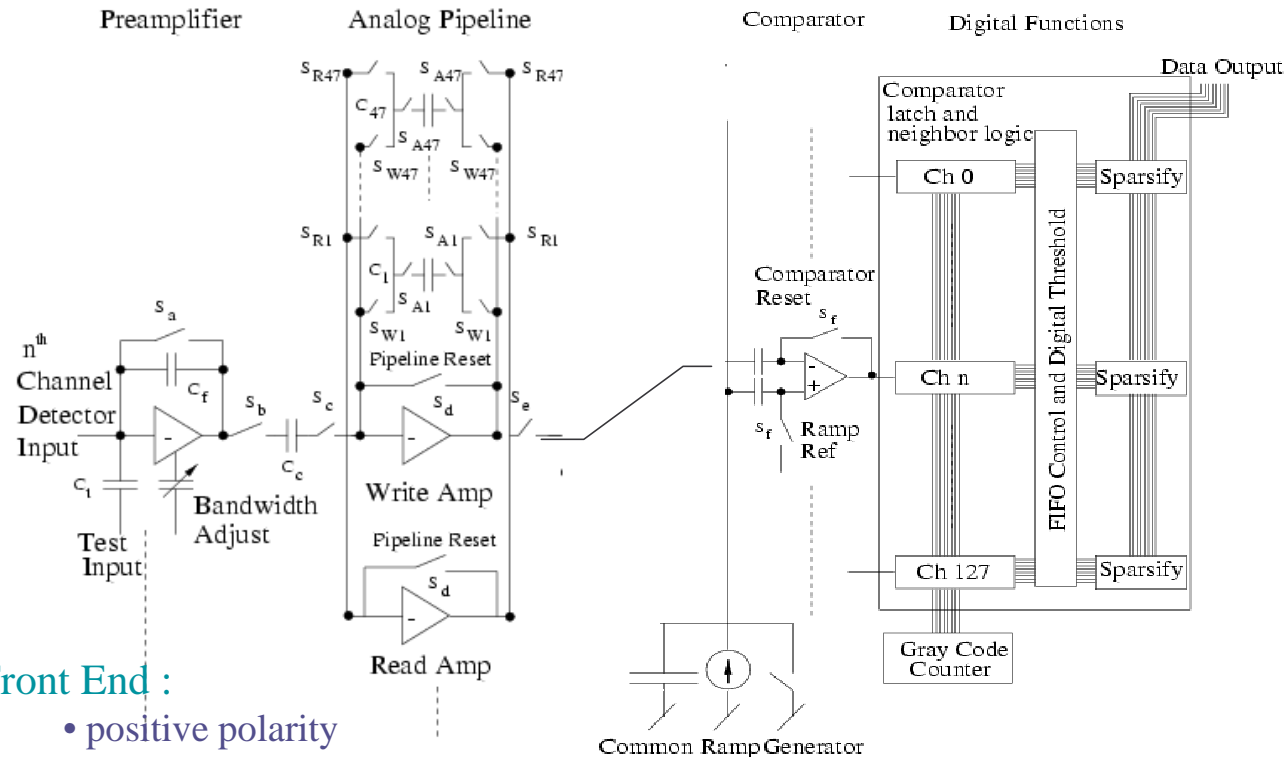 Preamplifier
Analog Pipeline
Comparator
Digital Functions
Data Output
S R47
S A47
S R47
C 47
S A47
S W47
S W47
S R1
S A1
S R1
C 1
S A1
S W1
S W1
Pipeline Reset
S d
Write Amp
Pipeline Reset
S d
Read Amp
S a
C f
n th
Channel
Detector
Input
S b
S c
C c
S e
C t
Test
Input
Bandwidth
Adjust
-
-
-
Comparator
Reset
S f
-
+
S f
Ramp
Ref
Common Ramp Generator
Comparator
latch and
neighbor logic
Ch 0
Sparsify
Ch n
Sparsify
Ch 127
Sparsify
FIFO Control and Digital Threshold
Gray Code
Counter
ront End :
• positive polarity